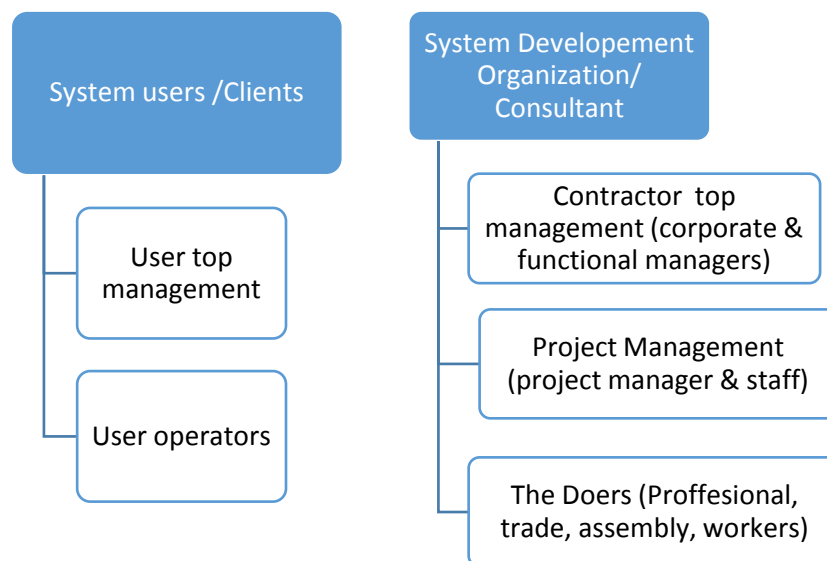 System users /Clients
User top
management
User operators
System Developement
Organization/
Consultant
Contractor top
management (corporate &
functional managers)
Project Management
(project manager & staff)
The Doers (Proffesional,
trade, assembly, workers)